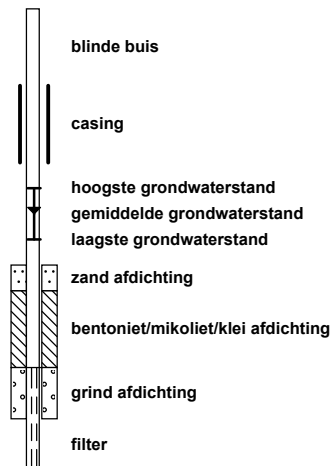 blinde buis
casing
hoogste grondwaterstand
gemiddelde grondwaterstand
laagste grondwaterstand
zand afdichting
bentoniet/mikoliet/klei afdichting
grind afdichting
filter